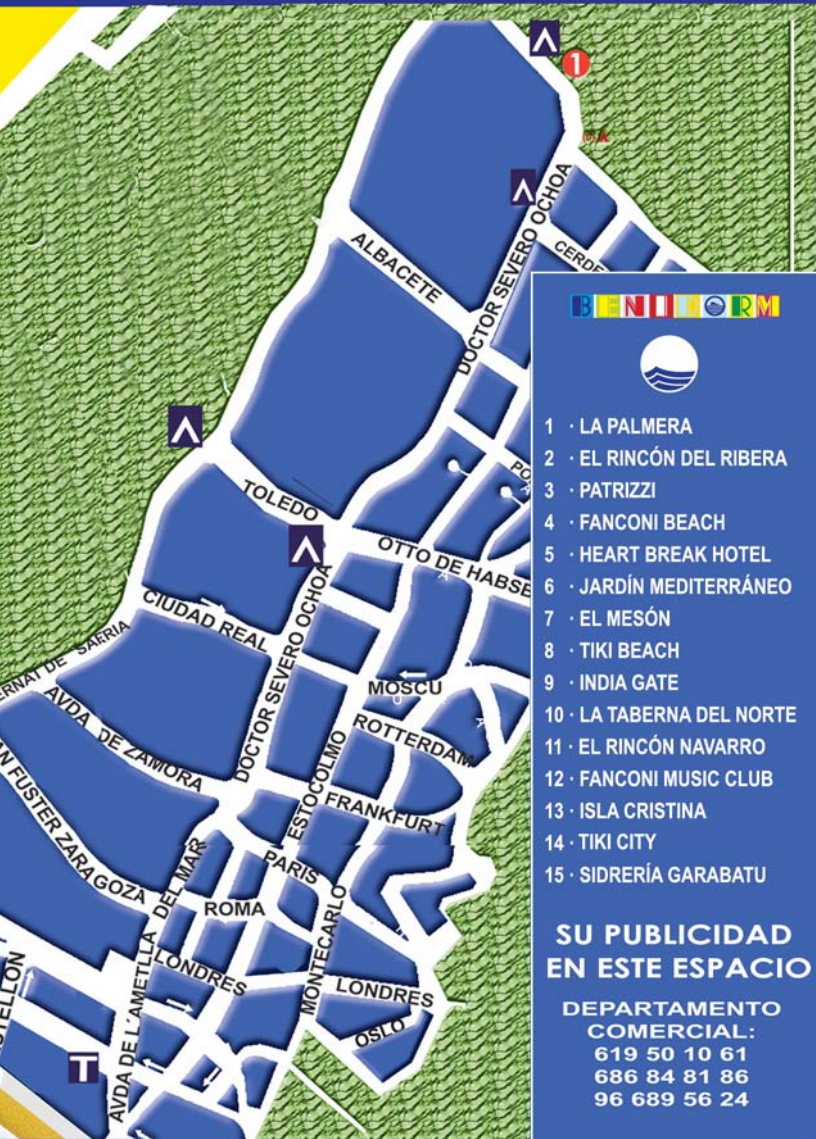 1
ALBACETE
DOCTOR SEVERO OCHOA
TOLEDO
OTTO DE HABSB
CIUDAD REAL
DOCTOR SEVERO OCHOA
MOSCU
AVDA DE ZAMORA
ROTTERDAM
ESTOCOLMO
FRANKFURT
PARIS
ZARAGOZA
ROMA
MONTECARLO
LONDRES
LONDRES
OSLO
AVDA DE L'AMETLLA DEL MAR
T
BENIDORM
1 · LA PALMERA
2 · EL RINCÓN DEL RIBERA
3 · PATRIZZI
4 · FANCONI BEACH
5 · HEART BREAK HOTEL
6 · JARDÍN MEDITERRÁNEO
7 · EL MESÓN
8 · TIKI BEACH
9 · INDIA GATE
10 · LA TABERNA DEL NORTE
11 · EL RINCÓN NAVARRO
12 · FANCONI MUSIC CLUB
13 · ISLA CRISTINA
14 · TIKI CITY
15 · SIDRERÍA GARABATU
SU PUBLICIDAD
EN ESTE ESPACIO
DEPARTAMENTO
COMERCIAL:
619 50 10 61
686 84 81 86
96 689 56 24